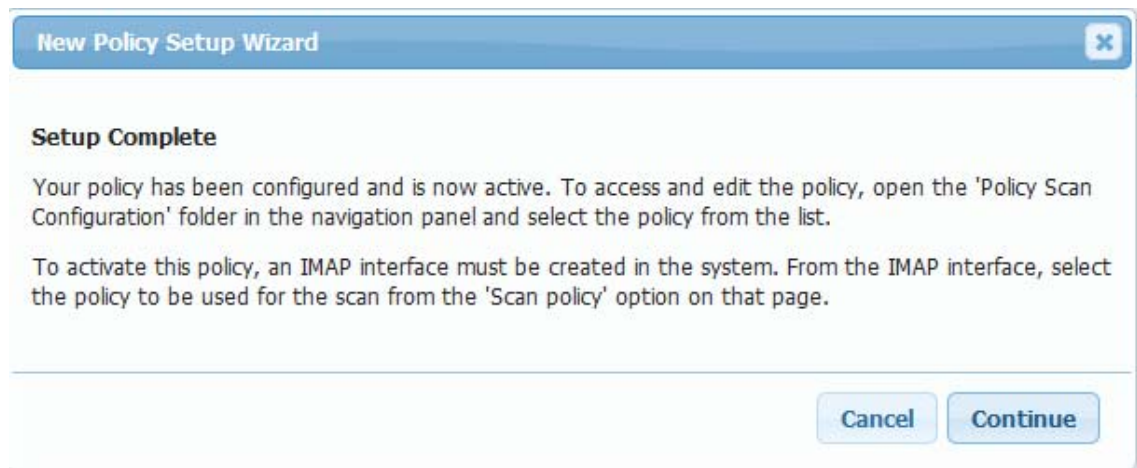 New Policy Setup Wizard
Setup Complete
Your policy has been configured and is now active. To access and edit the policy, open the 'Policy Scan
Configuration' folder in the navigation panel and select the policy from the list.
To activate this policy, an IMAP interface must be created in the system. From the IMAP interface, select
the policy to be used for the scan from the 'Scan policy' option on that page.
Cancel Continue